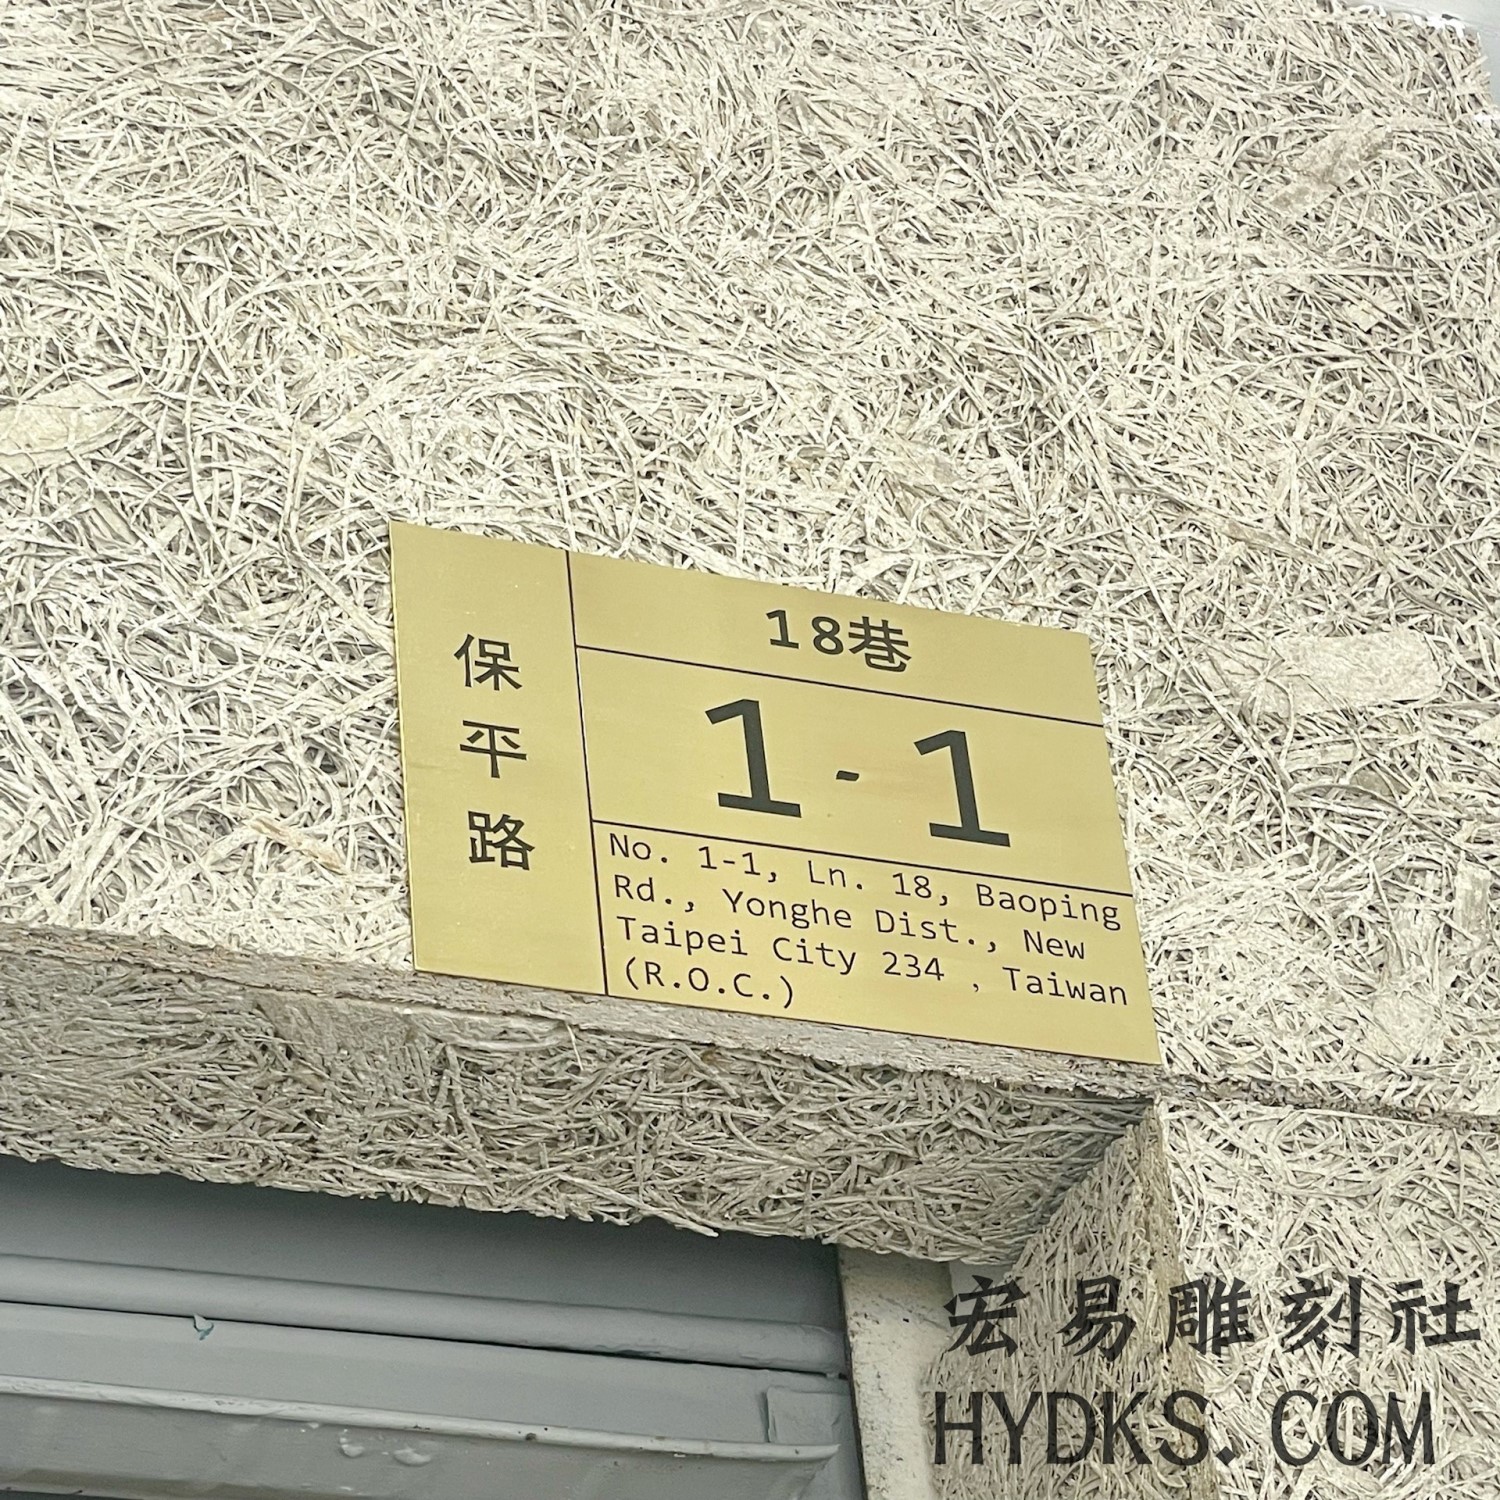 保平路
18巷
1-1
No. 1-1, Ln. 18, Baoping
Rd., Yonghe Dist., New
Taipei City 234 , Taiwan
(R.O.C.)
宏易雕刻社
HYDKS.COM